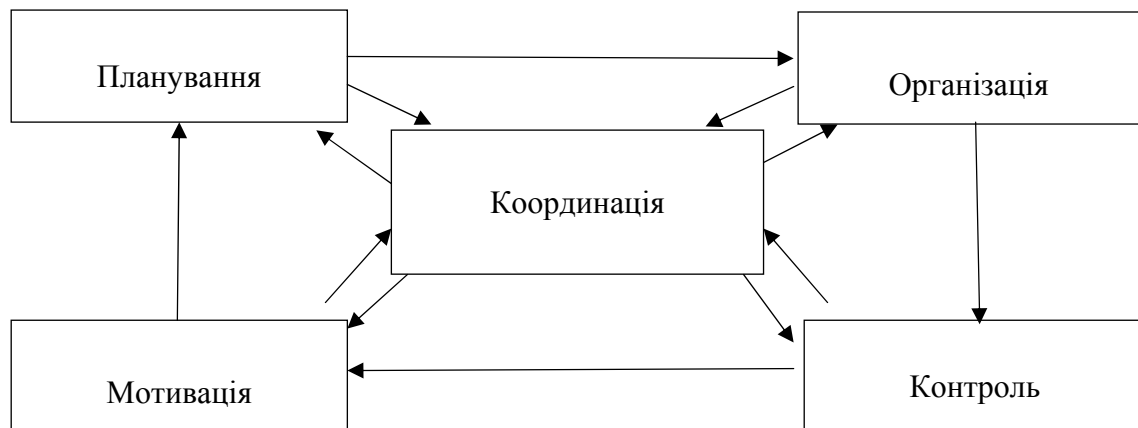 Планування
Організація
Координація
Мотивація
Контроль